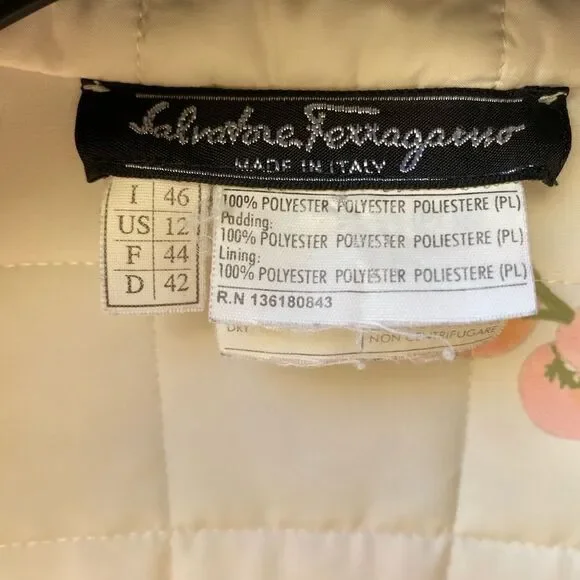 Salvatore Ferragamo
MADE IN ITALY
I 46
US 12
F 44
D 42
100% POLYESTER POLYESTER POLIESTERE (PL)
Padding:
100% POLYESTER POLYESTER POLIESTERE (PL)
Lining:
100% POLYESTER POLYESTER POLIESTERE (PL)
R.N 136180843
DRY NON CENTRIFUGARE